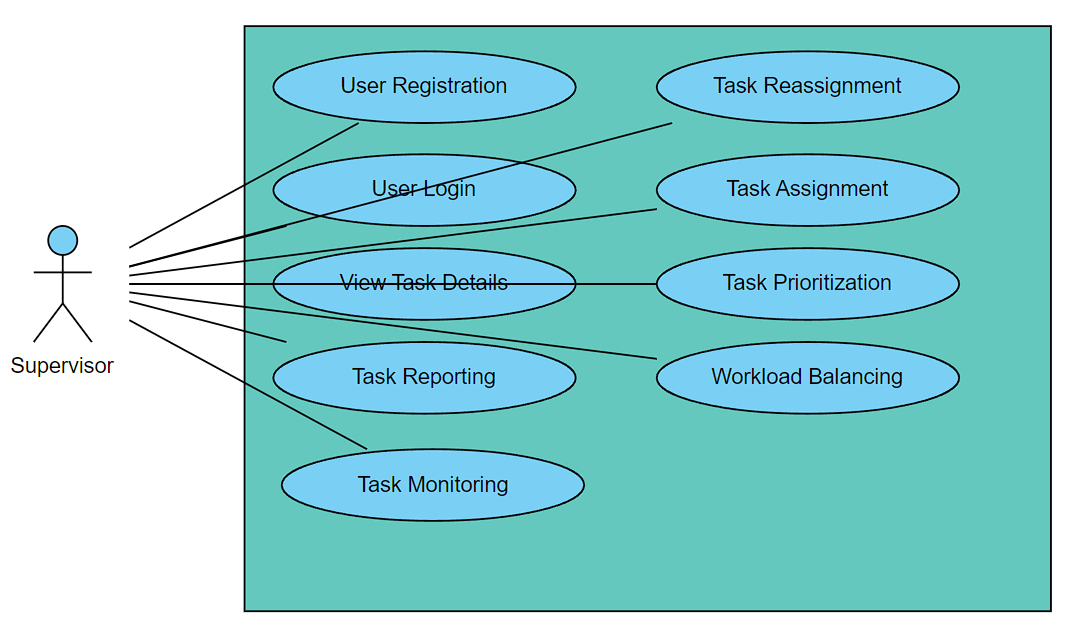 User Registration
Task Reassignment
User Login
Task Assignment
View Task Details
Task Prioritization
Supervisor
Task Reporting
Workload Balancing
Task Monitoring